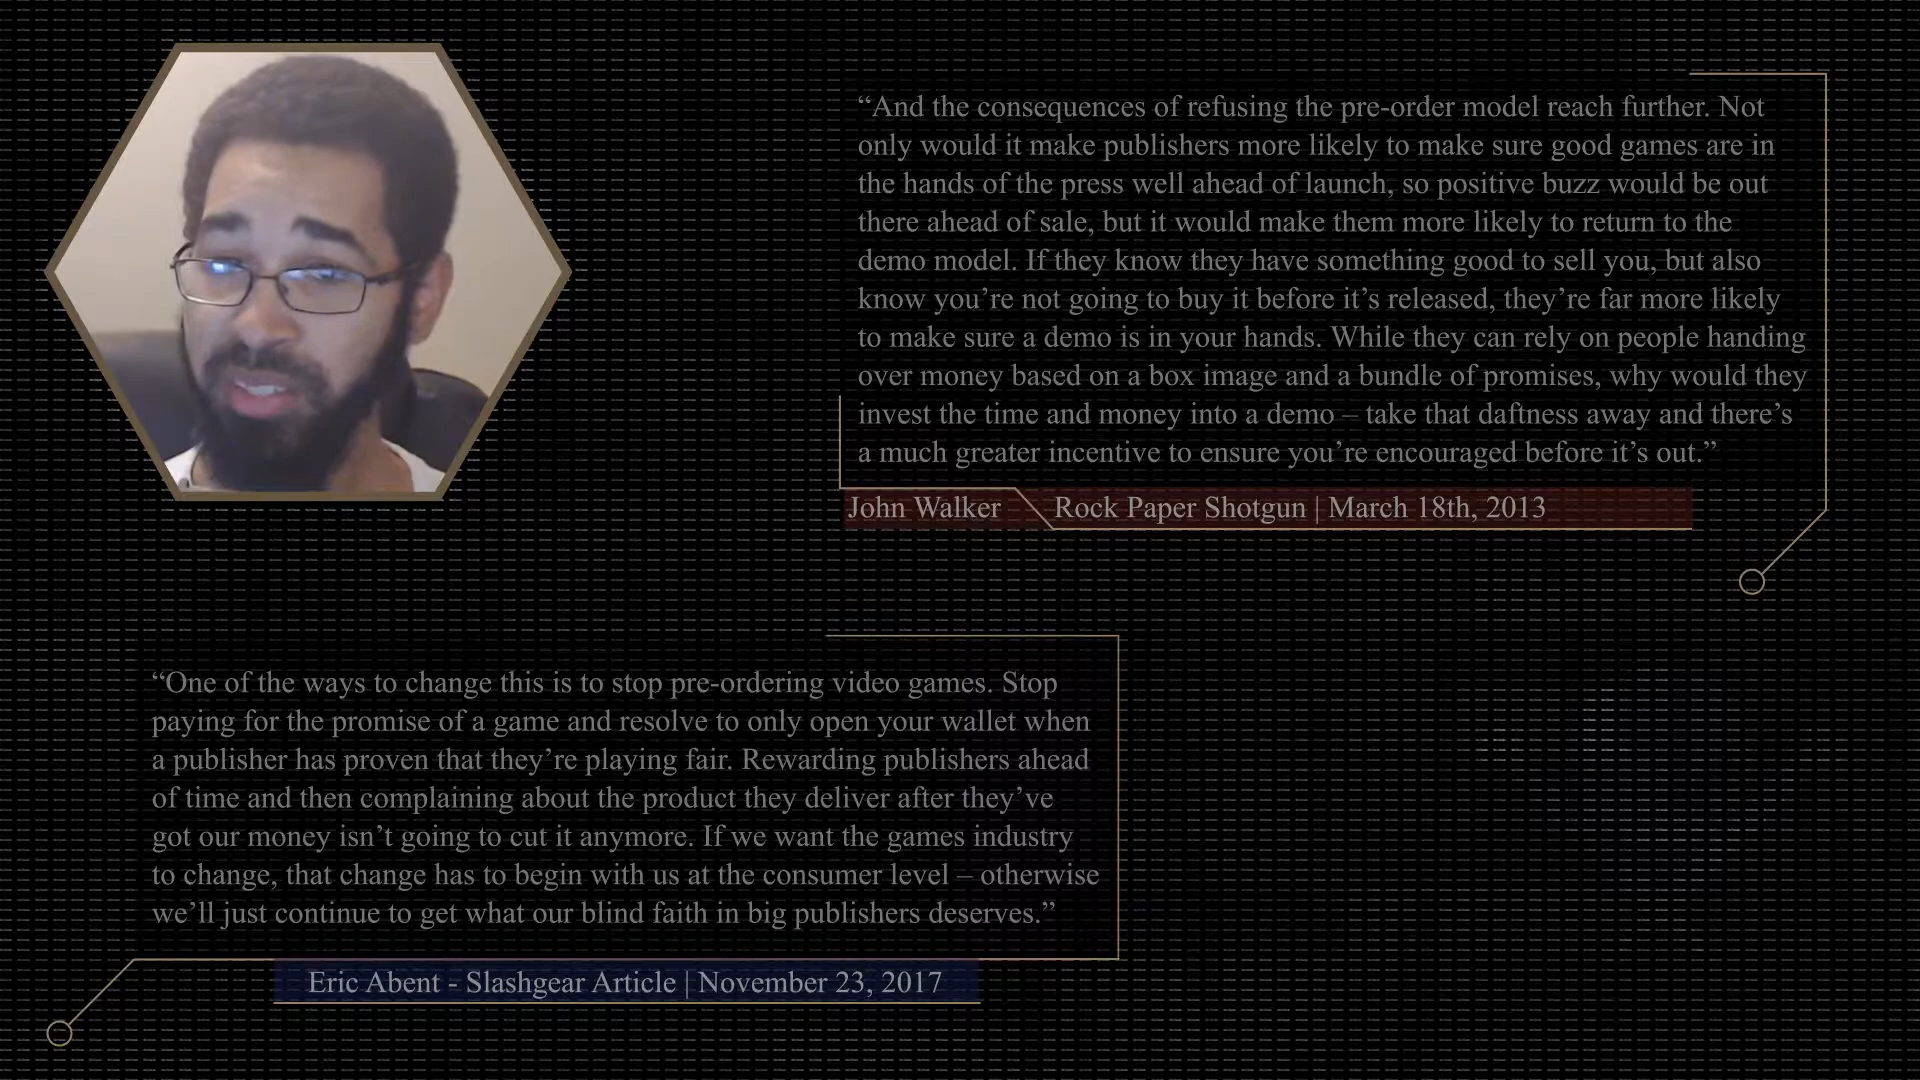 “And the consequences of refusing the pre-order model reach further. Not
only would it make publishers more likely to make sure good games are in
the hands of the press well ahead of launch, so positive buzz would be out
there ahead of sale, but it would make them more likely to return to the
demo model. If they know they have something good to sell you, but also
know you’re not going to buy it before it’s released, they’re far more likely
to make sure a demo is in your hands. While they can rely on people handing
over money based on a box image and a bundle of promises, why would they
invest the time and money into a demo – take that daftness away and there’s
a much greater incentive to ensure you’re encouraged before it’s out.”
John Walker Rock Paper Shotgun | March 18th, 2013
“One of the ways to change this is to stop pre-ordering video games. Stop
paying for the promise of a game and resolve to only open your wallet when
a publisher has proven that they’re playing fair. Rewarding publishers ahead
of time and then complaining about the product they deliver after they’ve
got our money isn’t going to cut it anymore. If we want the games industry
to change, that change has to begin with us at the consumer level – otherwise
we’ll just continue to get what our blind faith in big publishers deserves.”
Eric Abent - Slashgear Article | November 23, 2017